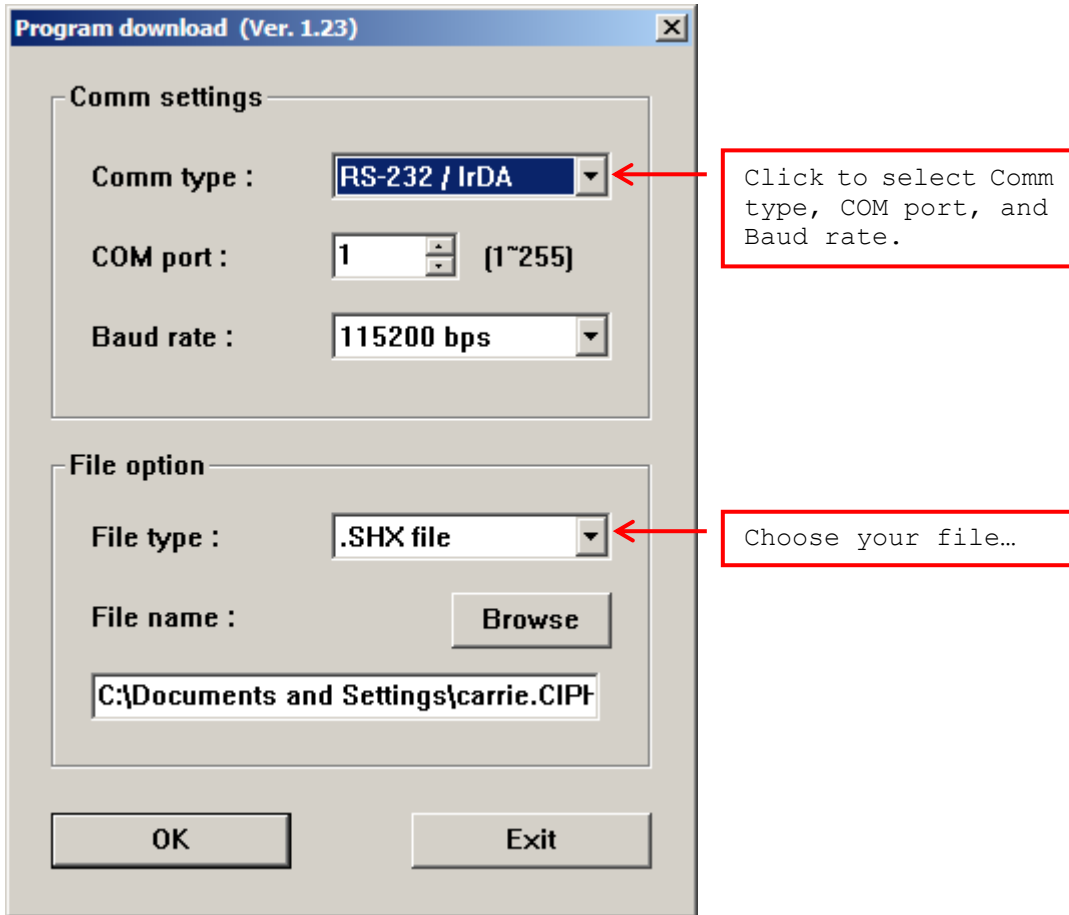 Program download (Ver. 1.23)
Comm settings
Comm type : RS-232 / IrDA
Click to select Comm
type, COM port, and
Baud rate.
COM port : 1 (1~255)
Baud rate : 115200 bps
File option
File type : .SHX file
Choose your file…
File name : Browse
C:\Documents and Settings\carrie.CIPH
OK Exit